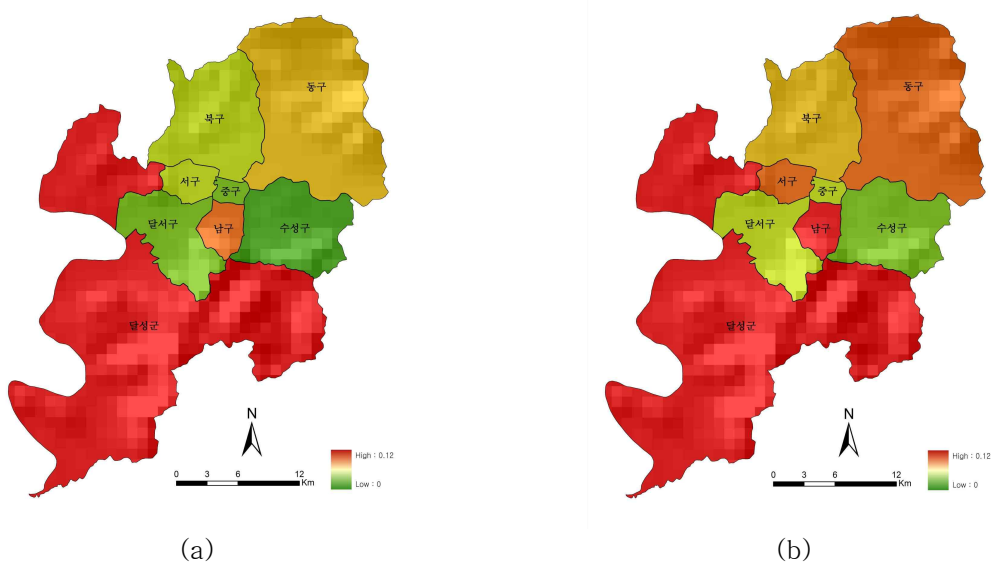 동구
북구
서구
중구
달서구
남구
수성구
달성군
N
High : 0.12
Low : 0
0 3 6 12
Km
(a)
동구
북구
서구
중구
달서구
남구
수성구
달성군
N
High : 0.12
Low : 0
0 3 6 12
Km
(b)